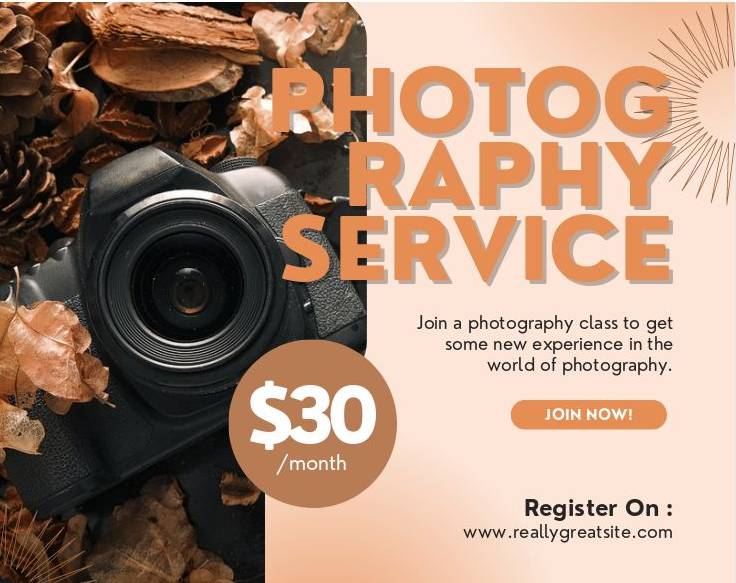 PHOTOG
RAPHY
SERVICE
Join a photography class to get
some new experience in the
world of photography.
JOIN NOW!
$30
/month
Register On :
www.reallygreatsite.com